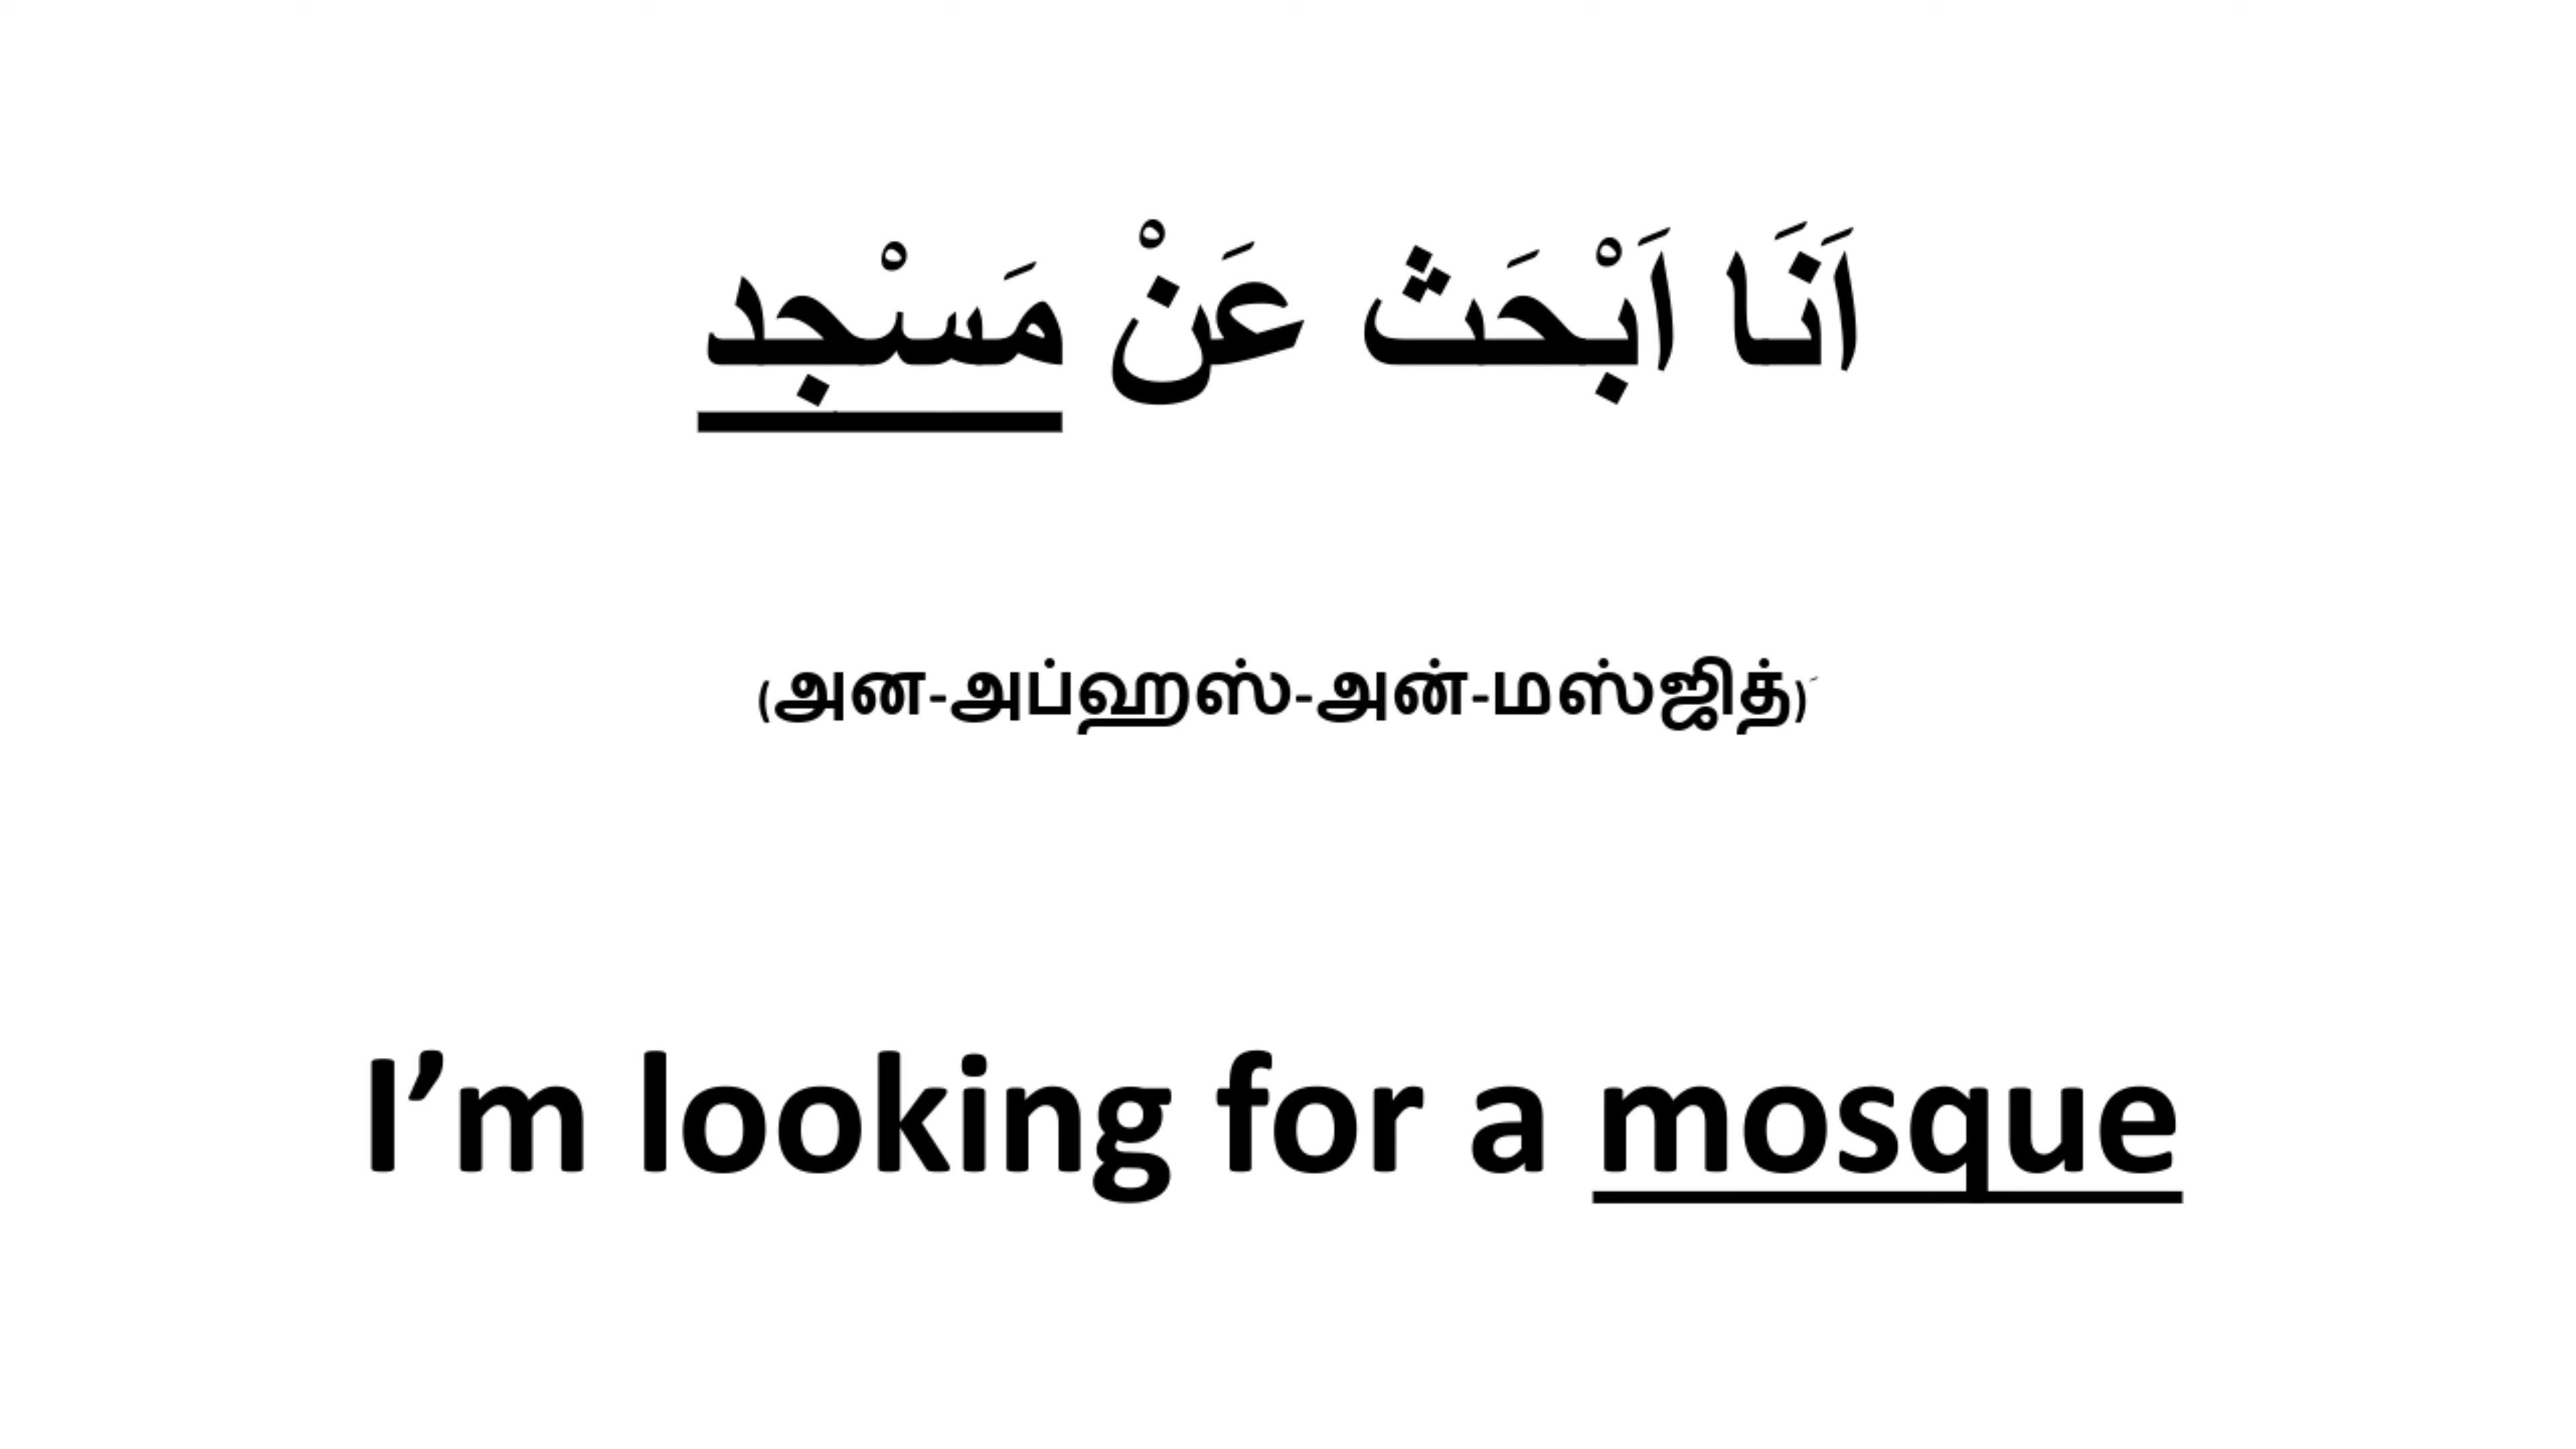 اَنَا اَبْحَث عَنْ مَسْجِد
(அன-அப்ஹஸ்-அன்-மஸ்ஜித்)َ
I’m looking for a mosque